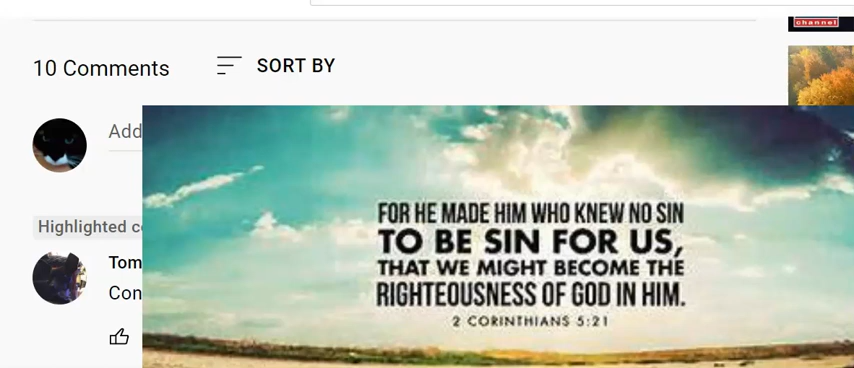 channel
10 Comments
SORT BY
Add
Highlighted c
Tom
Con
FOR HE MADE HIM WHO KNEW NO SIN
TO BE SIN FOR US,
THAT WE MIGHT BECOME THE
RIGHTEOUSNESS OF GOD IN HIM.
2 CORINTHIANS 5:21